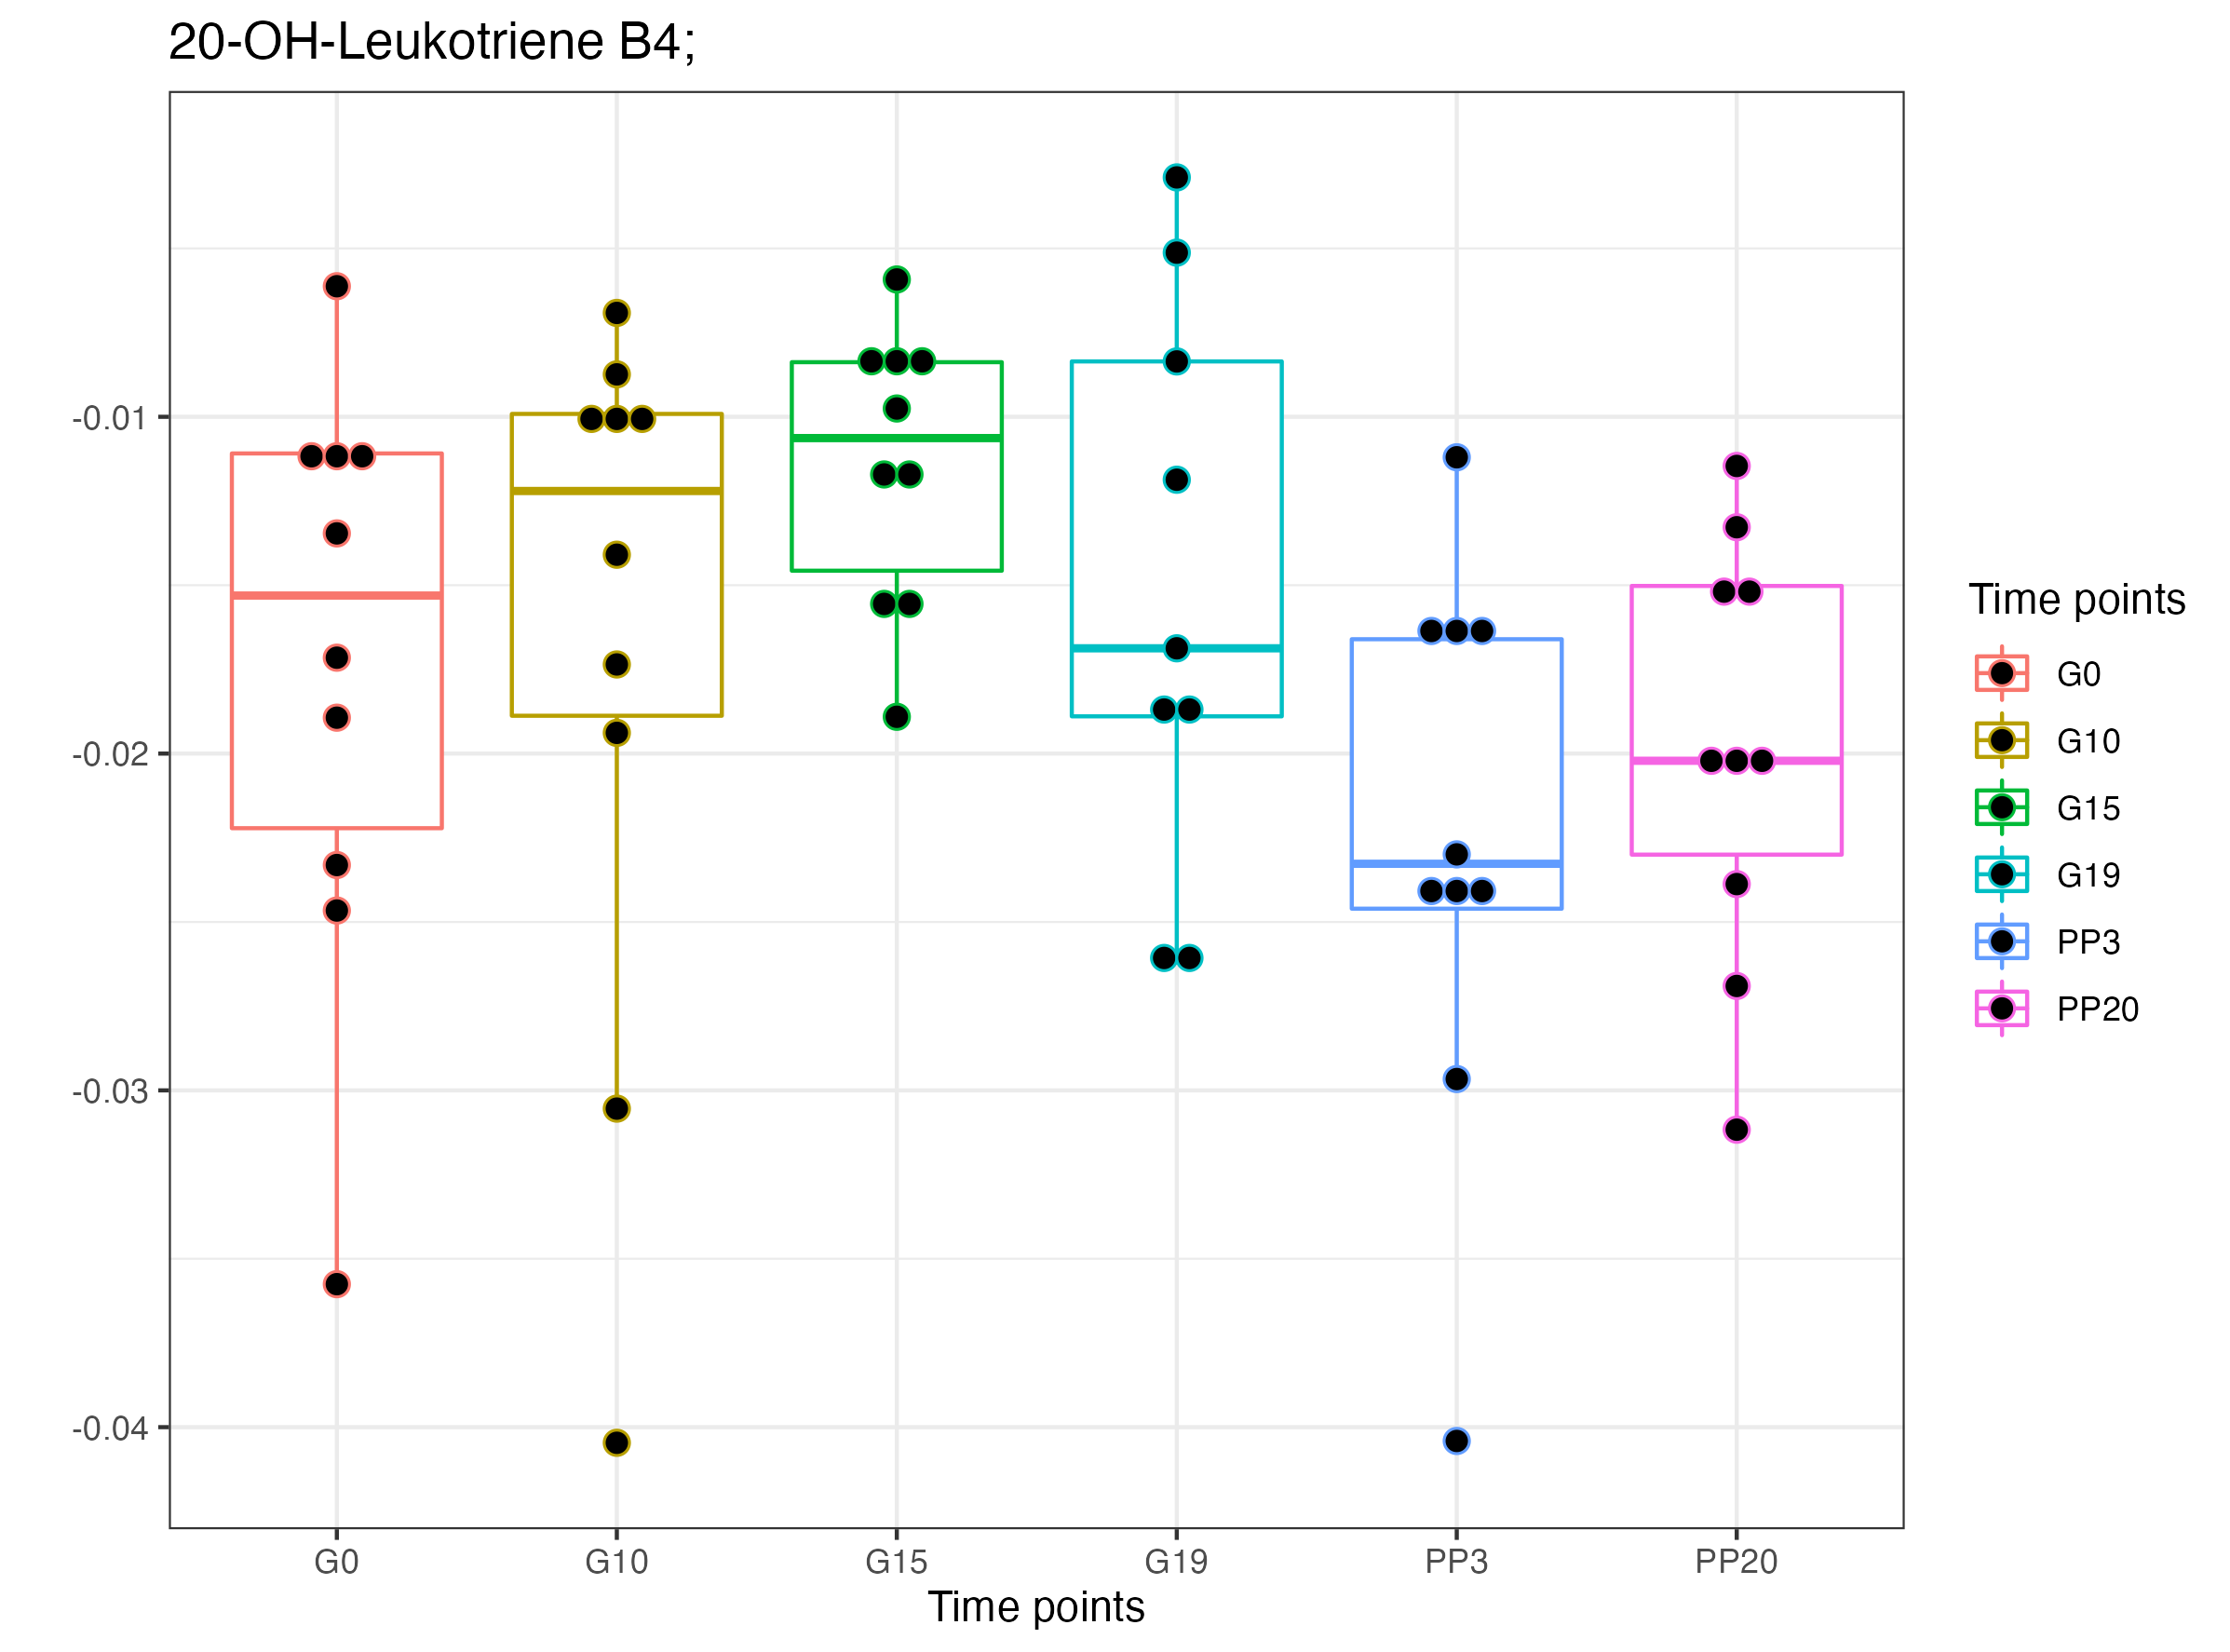 20-OH-Leukotriene B4;
-0.01
-0.02
-0.03
-0.04
G0
G10
G15
G19
PP3
PP20
Time points
Time points
G0
G10
G15
G19
PP3
PP20